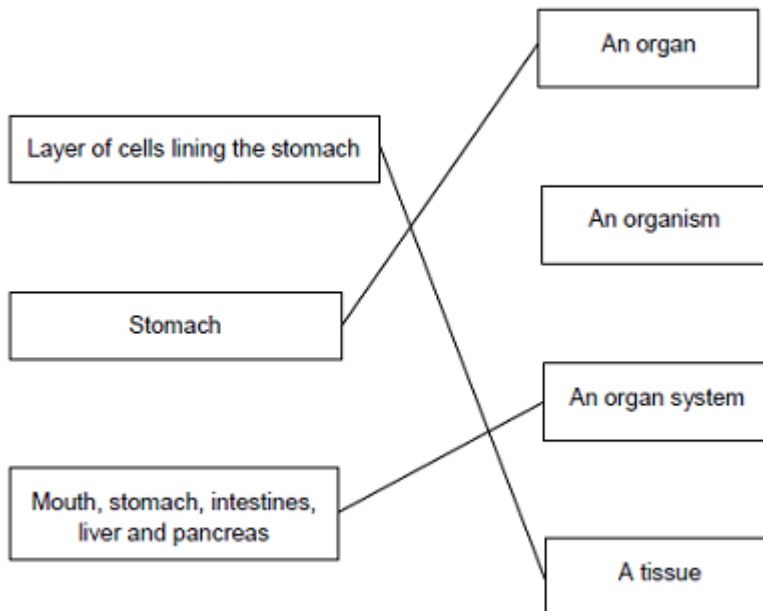 An organ
Layer of cells lining the stomach
An organism
Stomach
An organ system
Mouth, stomach, intestines,
liver and pancreas
A tissue